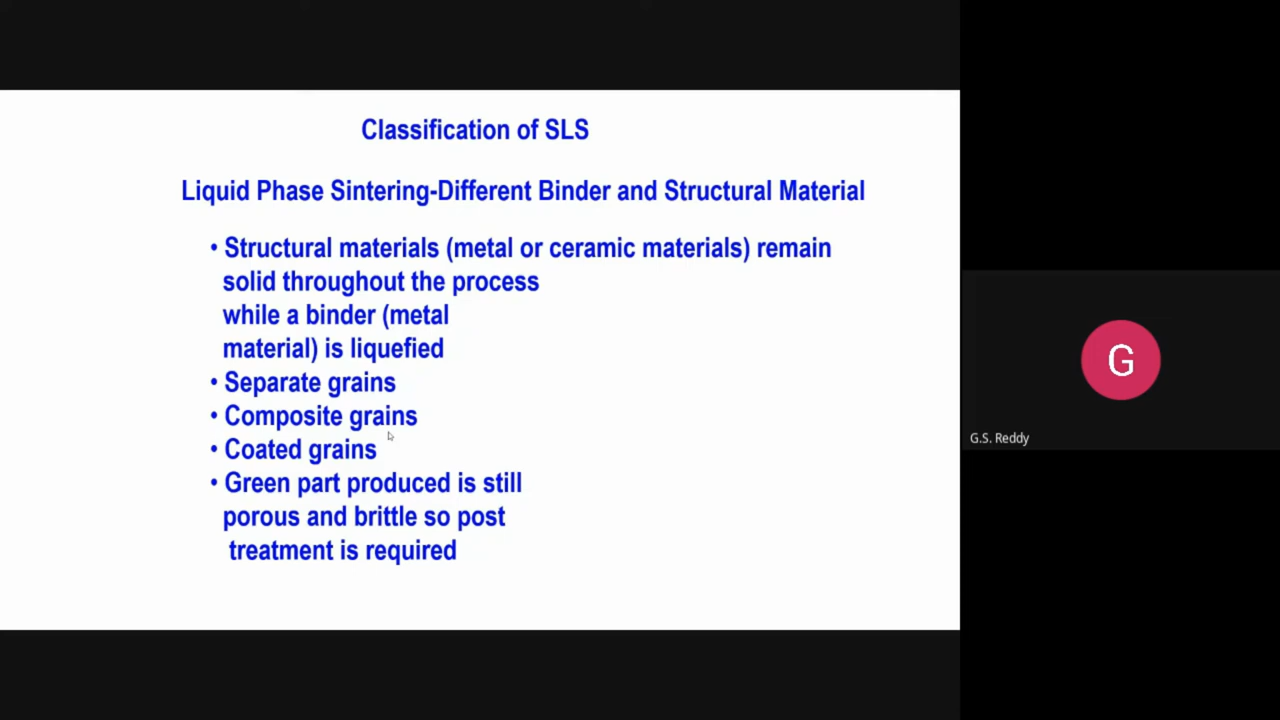 Classification of SLS
Liquid Phase Sintering-Different Binder and Structural Material
• Structural materials (metal or ceramic materials) remain
solid throughout the process
while a binder (metal
material) is liquefied
• Separate grains
• Composite grains
• Coated grains
• Green part produced is still
porous and brittle so post
treatment is required
G
G.S. Reddy